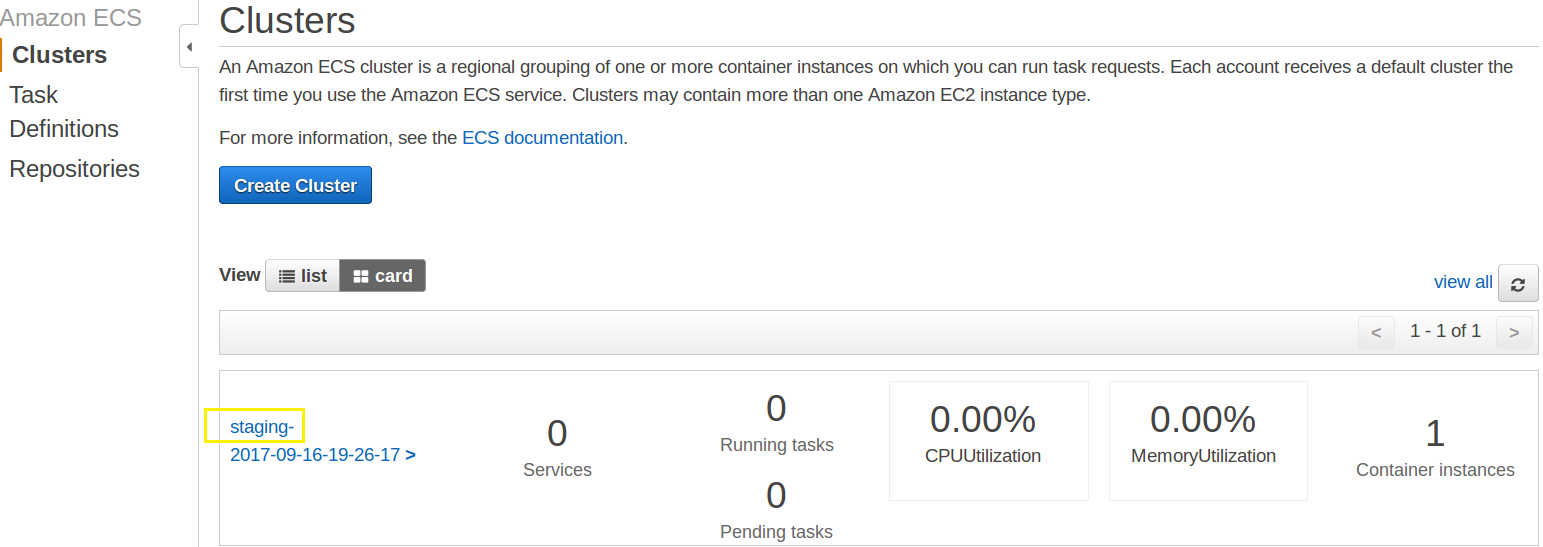 Amazon ECS
Clusters
Task
Definitions
Repositories
Clusters
An Amazon ECS cluster is a regional grouping of one or more container instances on which you can run task requests. Each account receives a default cluster the
first time you use the Amazon ECS service. Clusters may contain more than one Amazon EC2 instance type.
For more information, see the ECS documentation.
Create Cluster
View list card
view all
< 1 - 1 of 1 >
staging-
2017-09-16-19-26-17 >
0
Services
0
Running tasks
0
Pending tasks
0.00%
CPUUtilization
0.00%
MemoryUtilization
1
Container instances